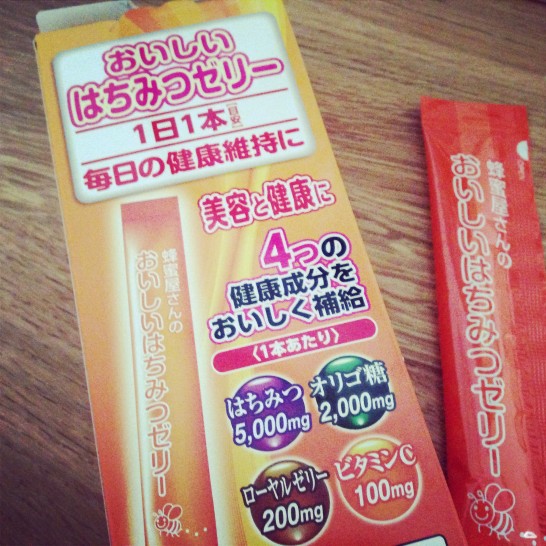 おいしい
はちみつゼリー
1日1本[目安]
毎日の健康維持に
美容と健康に
4つの
健康成分を
おいしく補給
〈1本あたり〉
はちみつ
5,000mg
オリゴ糖
2,000mg
ローヤルゼリー
200mg
ビタミンC
100mg
蜂蜜屋さんの
おいしいはちみつゼリー
蜂蜜屋さんの
おいしいはちみつゼリー